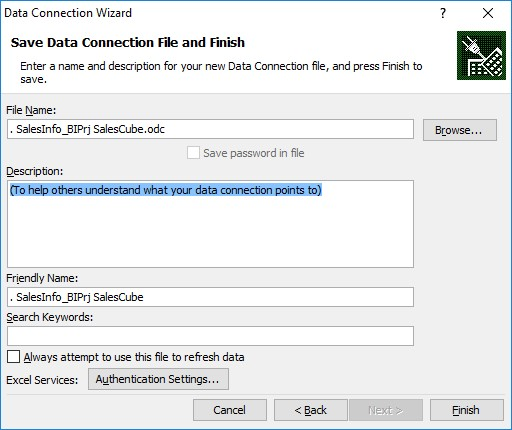 Data Connection Wizard ?
Save Data Connection File and Finish
Enter a name and description for your new Data Connection file, and press Finish to
save.
File Name:
. SalesInfo_BIPrj SalesCube.odc
Browse...
Save password in file
Description:
(To help others understand what your data connection points to)
Friendly Name:
. SalesInfo_BIPrj SalesCube
Search Keywords:
Always attempt to use this file to refresh data
Excel Services: Authentication Settings...
Cancel < Back Next > Finish